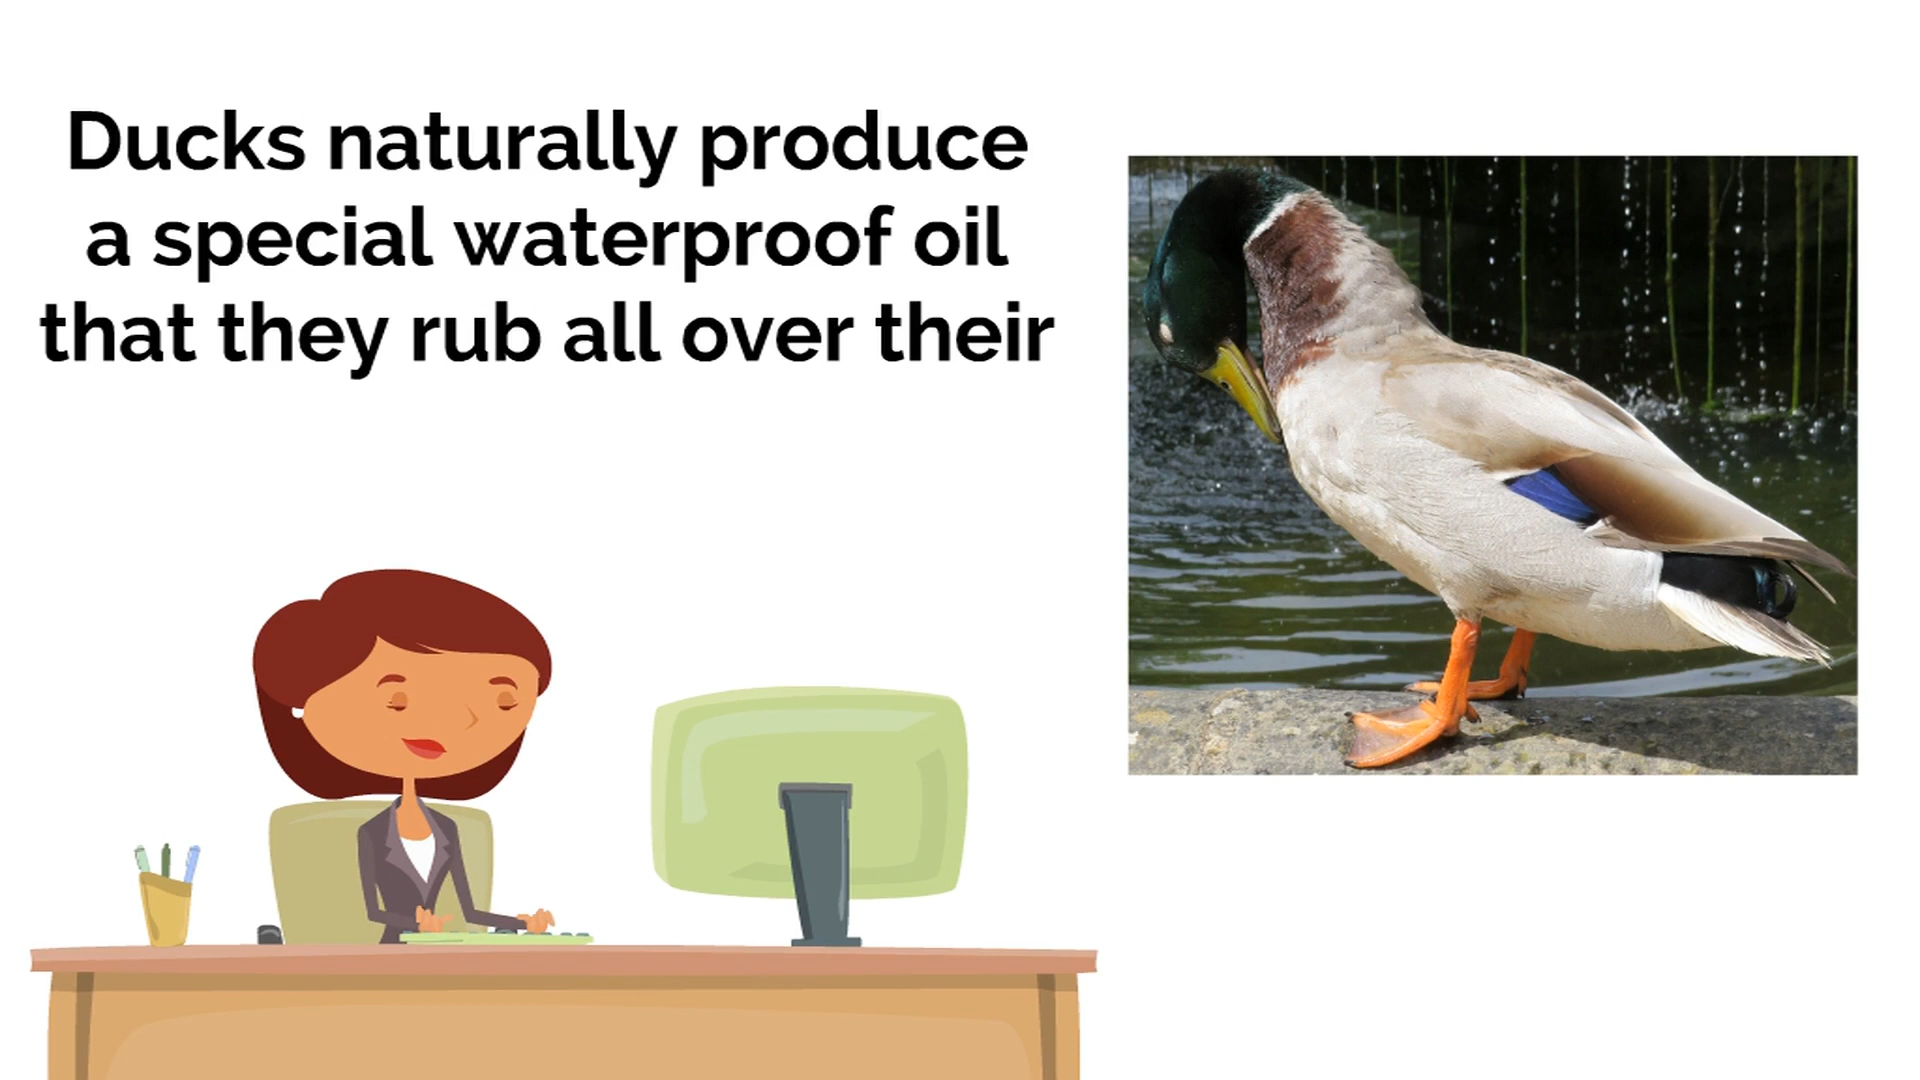 Ducks naturally produce
a special waterproof oil
that they rub all over their